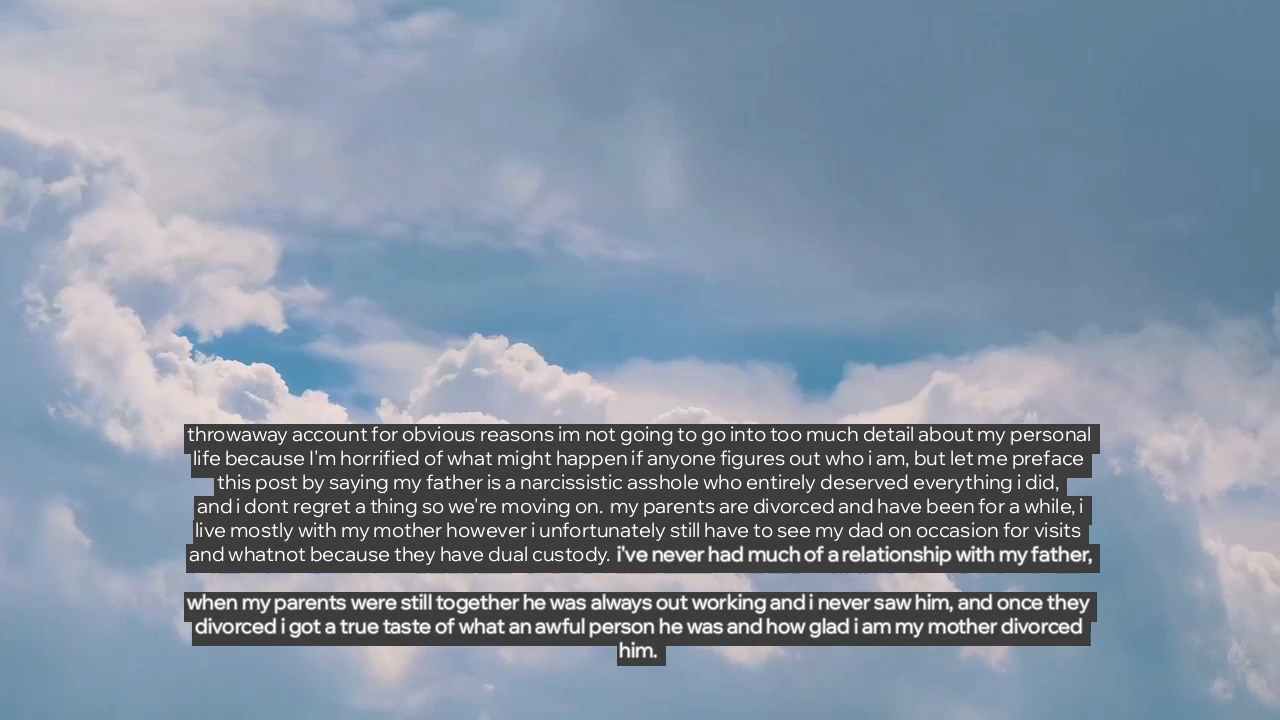 throwaway account for obvious reasons im not going to go into too much detail about my personal
life because I'm horrified of what might happen if anyone figures out who i am, but let me preface
this post by saying my father is a narcissistic asshole who entirely deserved everything i did,
and i dont regret a thing so we're moving on. my parents are divorced and have been for a while, i
live mostly with my mother however i unfortunately still have to see my dad on occasion for visits
and whatnot because they have dual custody. i've never had much of a relationship with my father,
when my parents were still together he was always out working and i never saw him, and once they
divorced i got a true taste of what an awful person he was and how glad i am my mother divorced
him.